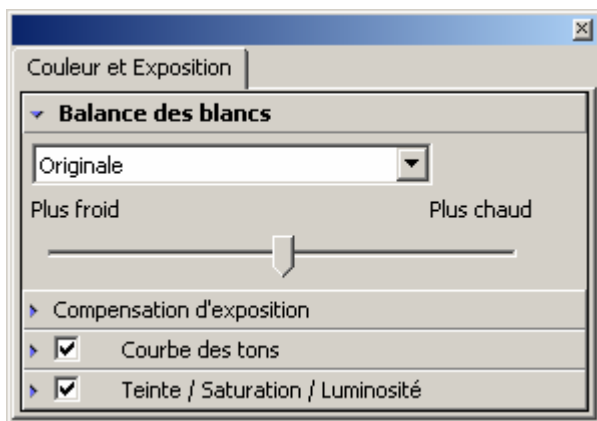 Couleur et Exposition
Balance des blancs
Originale
Plus froid Plus chaud
Compensation d'exposition
Courbe des tons
Teinte / Saturation / Luminosité